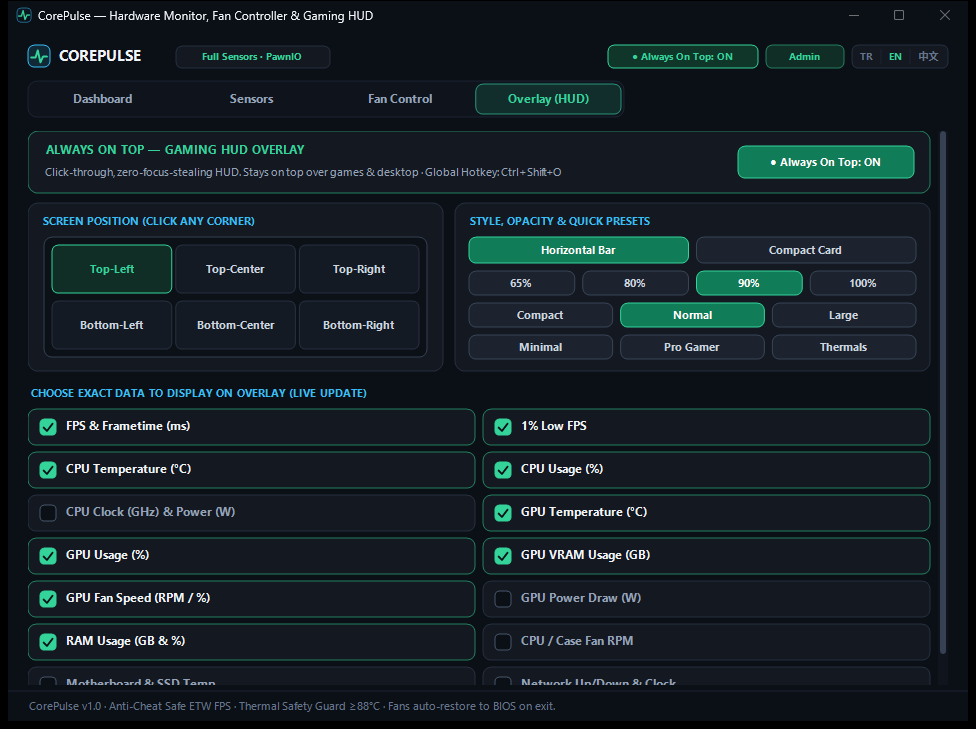 CorePulse — Hardware Monitor, Fan Controller & Gaming HUD
COREPULSE
Full Sensors · PawnIO
● Always On Top: ON
Admin
TR EN 中文
Dashboard Sensors Fan Control Overlay (HUD)
ALWAYS ON TOP — GAMING HUD OVERLAY
Click-through, zero-focus-stealing HUD. Stays on top over games & desktop · Global Hotkey: Ctrl+Shift+O
● Always On Top: ON
SCREEN POSITION (CLICK ANY CORNER)
Top-Left Top-Center Top-Right
Bottom-Left Bottom-Center Bottom-Right
STYLE, OPACITY & QUICK PRESETS
Horizontal Bar Compact Card
65% 80% 90% 100%
Compact Normal Large
Minimal Pro Gamer Thermals
CHOOSE EXACT DATA TO DISPLAY ON OVERLAY (LIVE UPDATE)
FPS & Frametime (ms) 1% Low FPS
CPU Temperature (°C) CPU Usage (%)
CPU Clock (GHz) & Power (W) GPU Temperature (°C)
GPU Usage (%) GPU VRAM Usage (GB)
GPU Fan Speed (RPM / %) GPU Power Draw (W)
RAM Usage (GB & %) CPU / Case Fan RPM
Motherboard & SSD Temp Network Up/Down & Clock
CorePulse v1.0 · Anti-Cheat Safe ETW FPS · Thermal Safety Guard ≥88°C · Fans auto-restore to BIOS on exit.